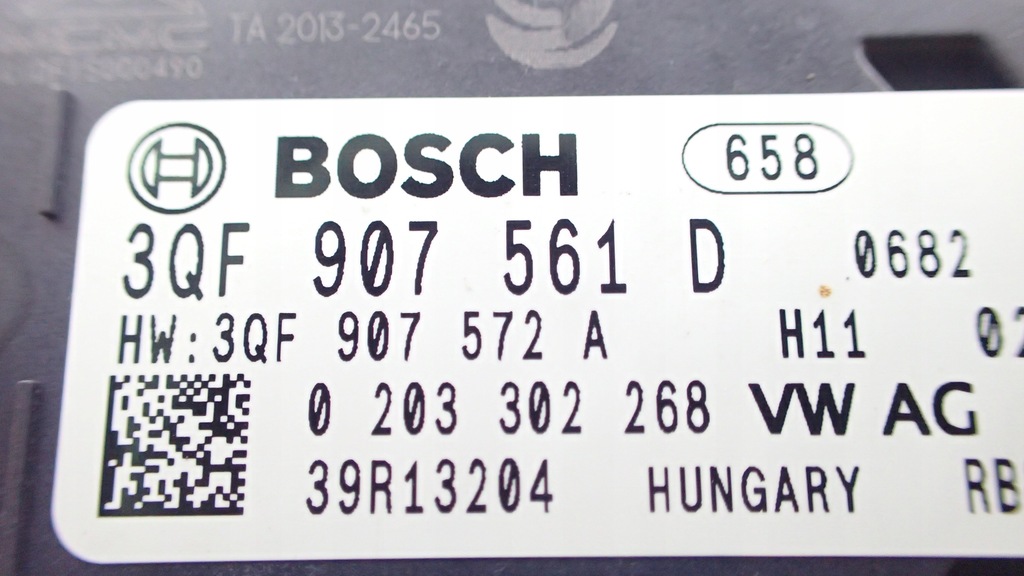 TA 2013-2465
BOSCH 658
3QF 907 561 D 0682
HW:3QF 907 572 A H11 02
0 203 302 268 VW AG
39R13204 HUNGARY RB